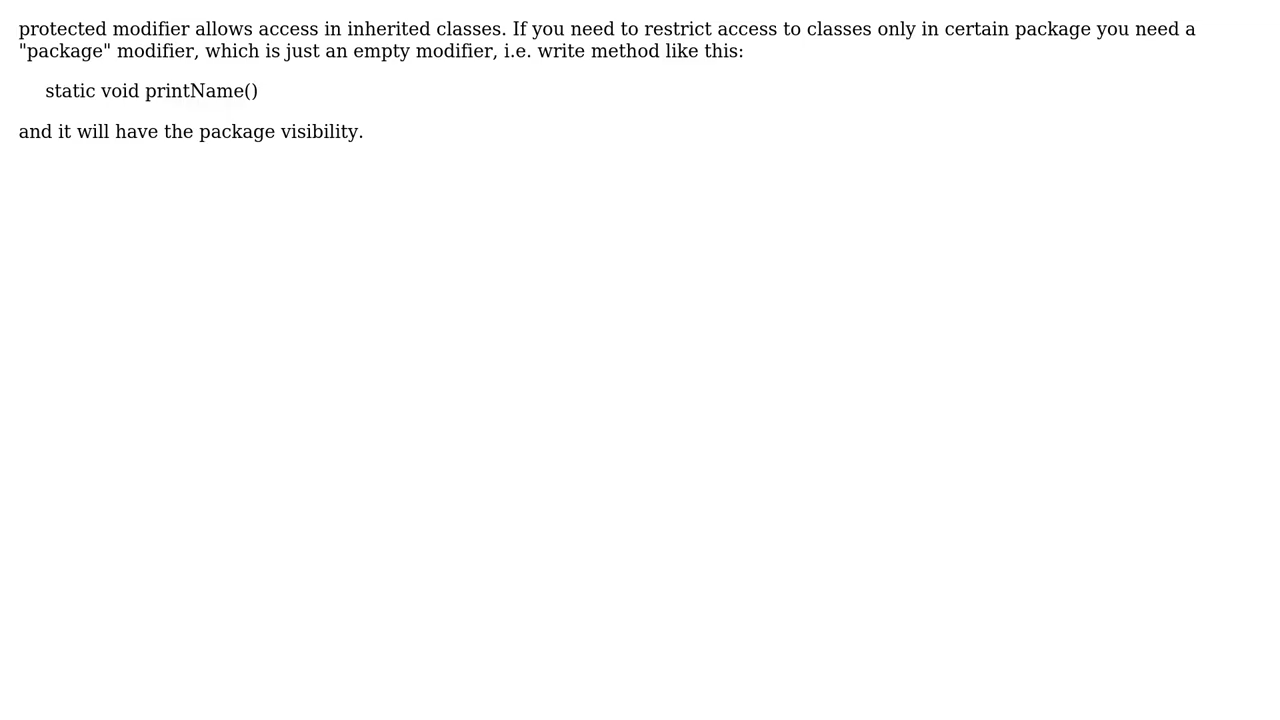 protected modifier allows access in inherited classes. If you need to restrict access to classes only in certain package you need a
"package" modifier, which is just an empty modifier, i.e. write method like this:
static void printName()
and it will have the package visibility.